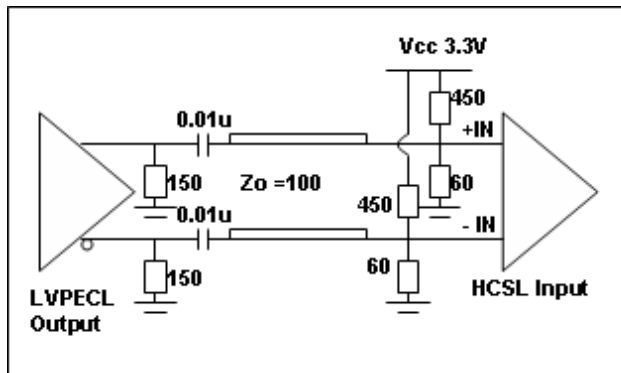 Vcc 3.3V
450
0.01u
+IN
150
Zo =100
60
450
0.01u
- IN
150
60
LVPECL
Output
HCSL Input